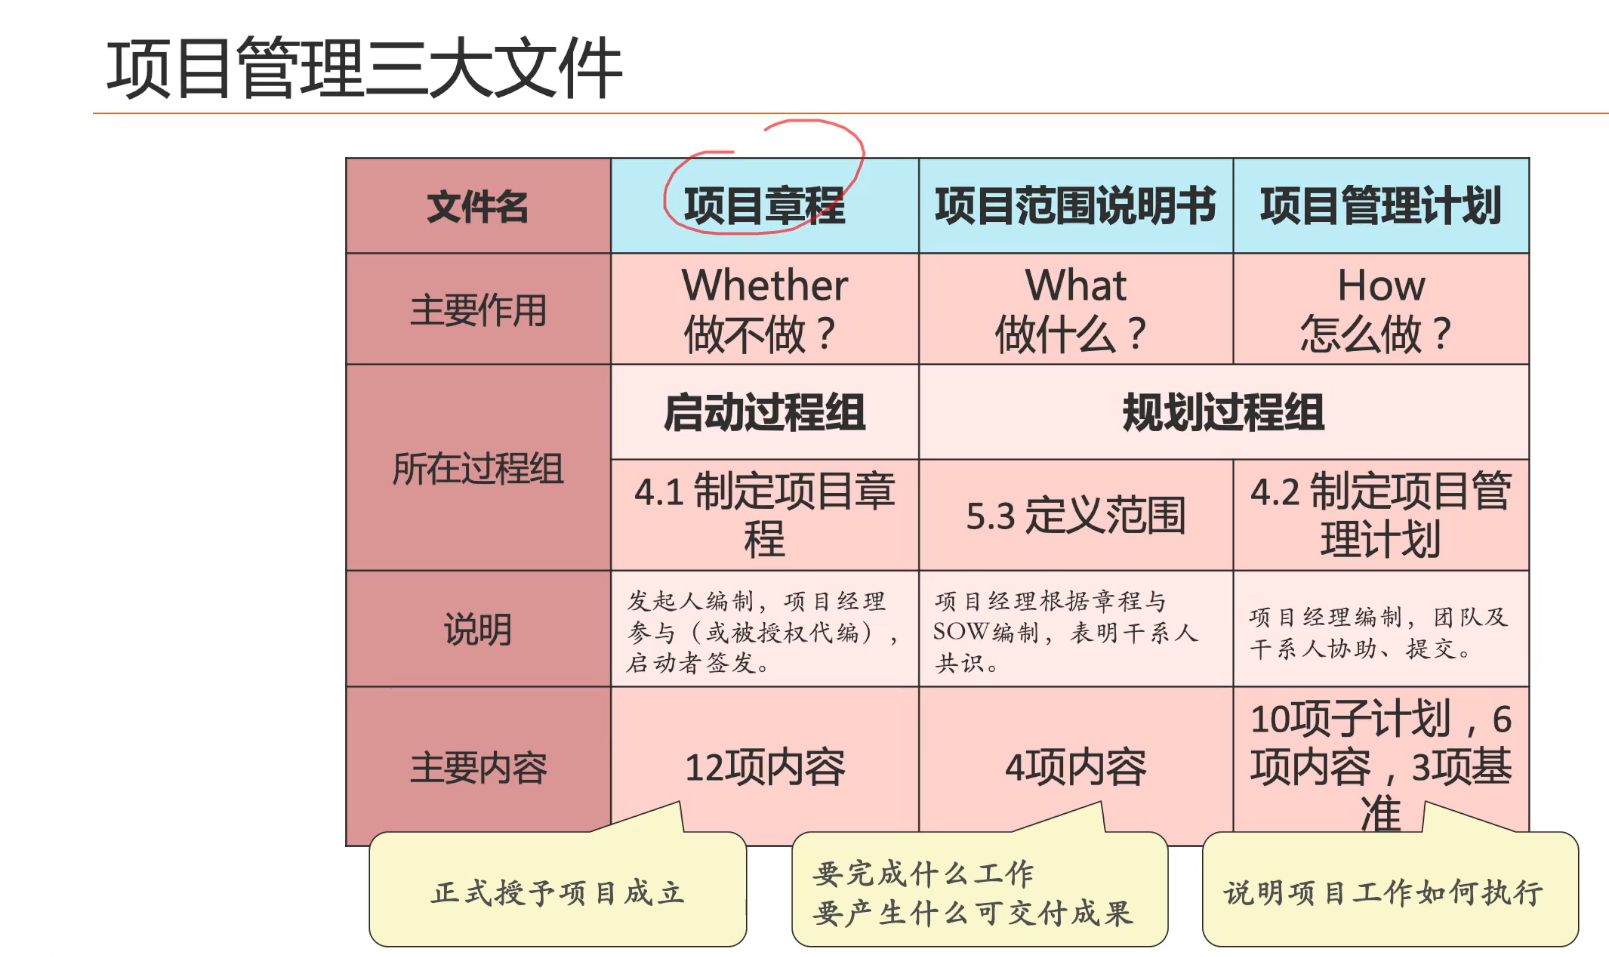 项目管理三大文件
文件名
项目章程
项目范围说明书
项目管理计划
主要作用
Whether
做不做？
What
做什么？
How
怎么做？
所在过程组
启动过程组
规划过程组
4.1 制定项目章
程
5.3 定义范围
4.2 制定项目管
理计划
说明
发起人编制，项目经理
参与（或被授权代编），
启动者签发。
项目经理根据章程与
SOW编制，表明干系人
共识。
项目经理编制，团队及
干系人协助、提交。
主要内容
12项内容
4项内容
10项子计划，6
项内容，3项基
准
正式授予项目成立
要完成什么工作
要产生什么可交付成果
说明项目工作如何执行